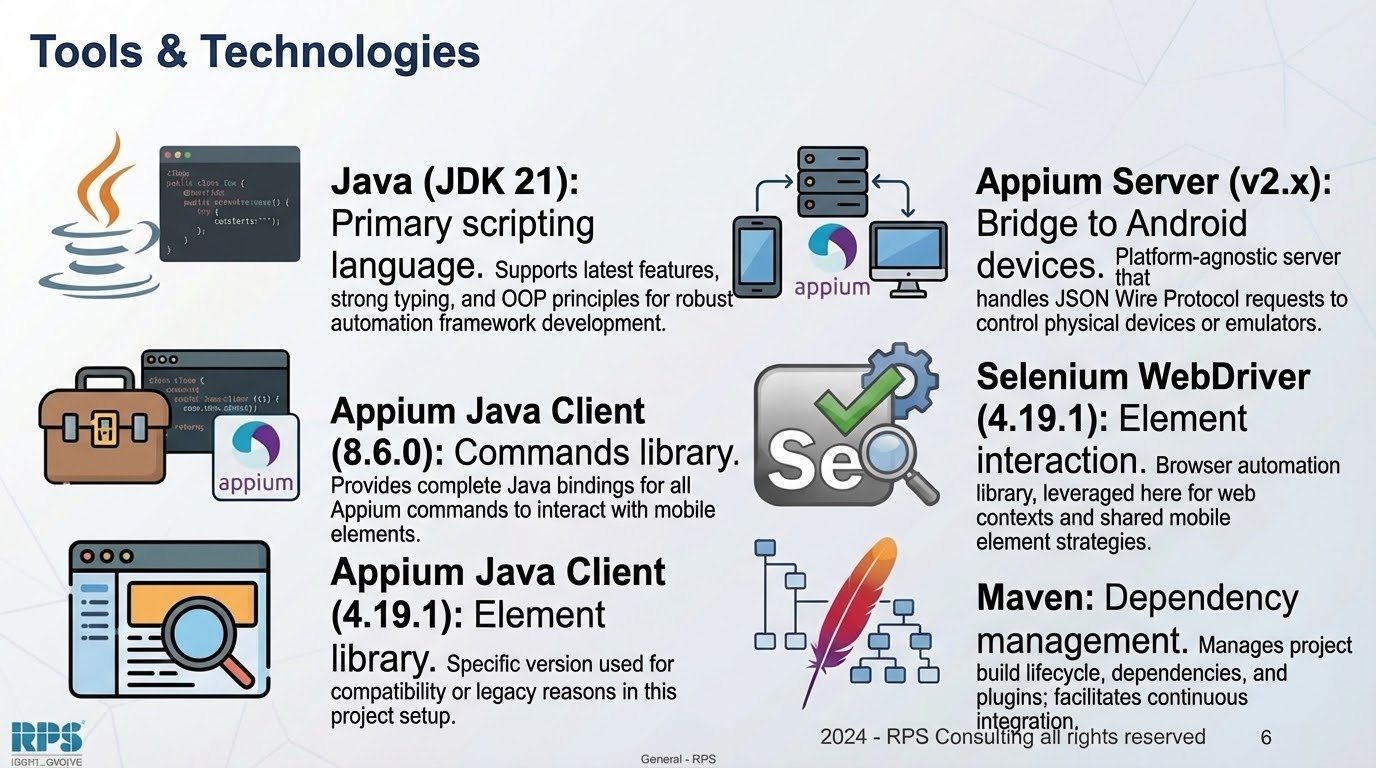 Tools & Technologies
Java (JDK 21):
Primary scripting
language. Supports latest features,
strong typing, and OOP principles for robust
automation framework development.
appium
Appium Server (v2.x):
Bridge to Android
devices. Platform-agnostic server
that
handles JSON Wire Protocol requests to
control physical devices or emulators.
appium
Appium Java Client
(8.6.0): Commands library.
Provides complete Java bindings for all
Appium commands to interact with mobile
elements.
Se
Selenium WebDriver
(4.19.1): Element
interaction. Browser automation
library, leveraged here for web
contexts and shared mobile
element strategies.
Appium Java Client
(4.19.1): Element
library. Specific version used for
compatibility or legacy reasons in this
project setup.
Maven: Dependency
management. Manages project
build lifecycle, dependencies, and
plugins; facilitates continuous
integration.
RPS
2024 - RPS Consulting all rights reserved
6
General - RPS